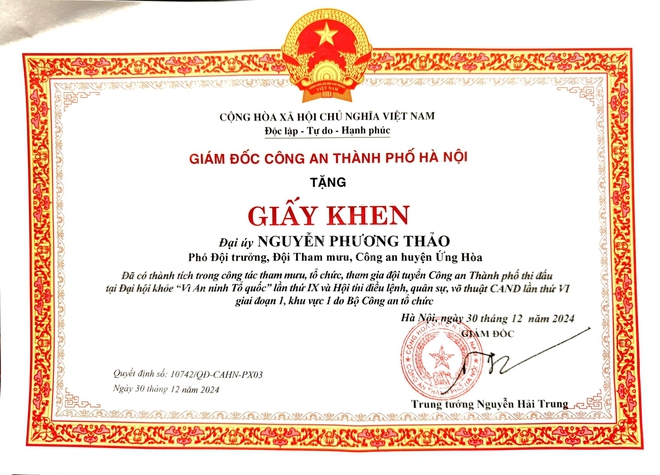 VIỆT NAM
CỘNG HÒA XÃ HỘI CHỦ NGHĨA VIỆT NAM
Độc lập - Tự do - Hạnh phúc
GIÁM ĐỐC CÔNG AN THÀNH PHỐ HÀ NỘI
TẶNG
GIẤY KHEN
Đại úy NGUYỄN PHƯƠNG THẢO
Phó Đội trưởng, Đội Tham mưu, Công an huyện Ứng Hòa
Đã có thành tích trong công tác tham mưu, tổ chức, tham gia đội tuyển Công an Thành phố thi đấu
tại Đại hội khỏe "Vì An ninh Tổ quốc" lần thứ IX và Hội thi điều lệnh, quân sự, võ thuật CAND lần thứ VI
giai đoạn 1, khu vực 1 do Bộ Công an tổ chức
Hà Nội, ngày 30 tháng 12 năm 2024
GIÁM ĐỐC
Quyết định số: 10742/QĐ-CAHN-PX03
Ngày 30 tháng 12 năm 2024
Trung tướng Nguyễn Hải Trung